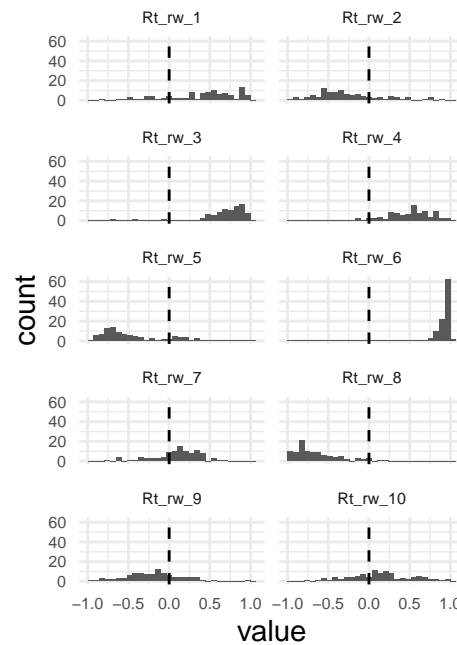 Rt_rw_1 Rt_rw_2
60
40
20
0
Rt_rw_3 Rt_rw_4
60
40
20
0
Rt_rw_5 Rt_rw_6
60
40
20
0
Rt_rw_7 Rt_rw_8
60
40
20
0
Rt_rw_9 Rt_rw_10
60
40
20
0
count
−1.0 −0.5 0.0 0.5 1.0 −1.0 −0.5 0.0 0.5 1.0
value